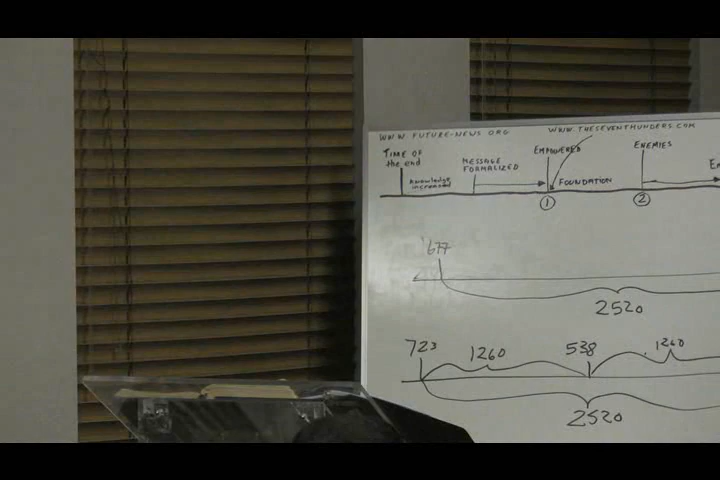 WWW.FUTURE-NEWS.ORG WWW.THESEVENTHUNDERS.COM
TIME OF the end
knowledge increased
MESSAGE FORMALIZED
EMPOWERED
FOUNDATION
ENEMIES
1
2
677
2520
723 1260 538 1260
2520